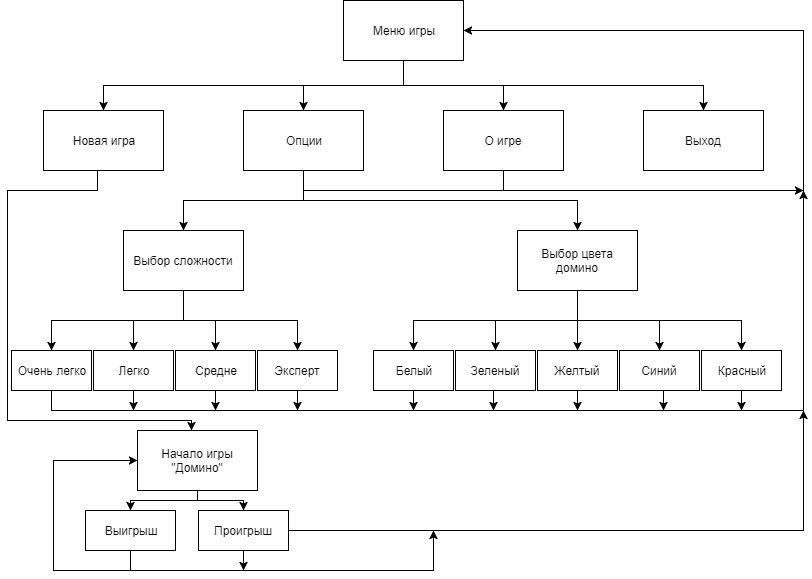 Меню игры
Новая игра
Опции
О игре
Выход
Выбор сложности
Выбор цвета
домино
Очень легко
Легко
Средне
Эксперт
Белый
Зеленый
Желтый
Синий
Красный
Начало игры
"Домино"
Выигрыш
Проигрыш